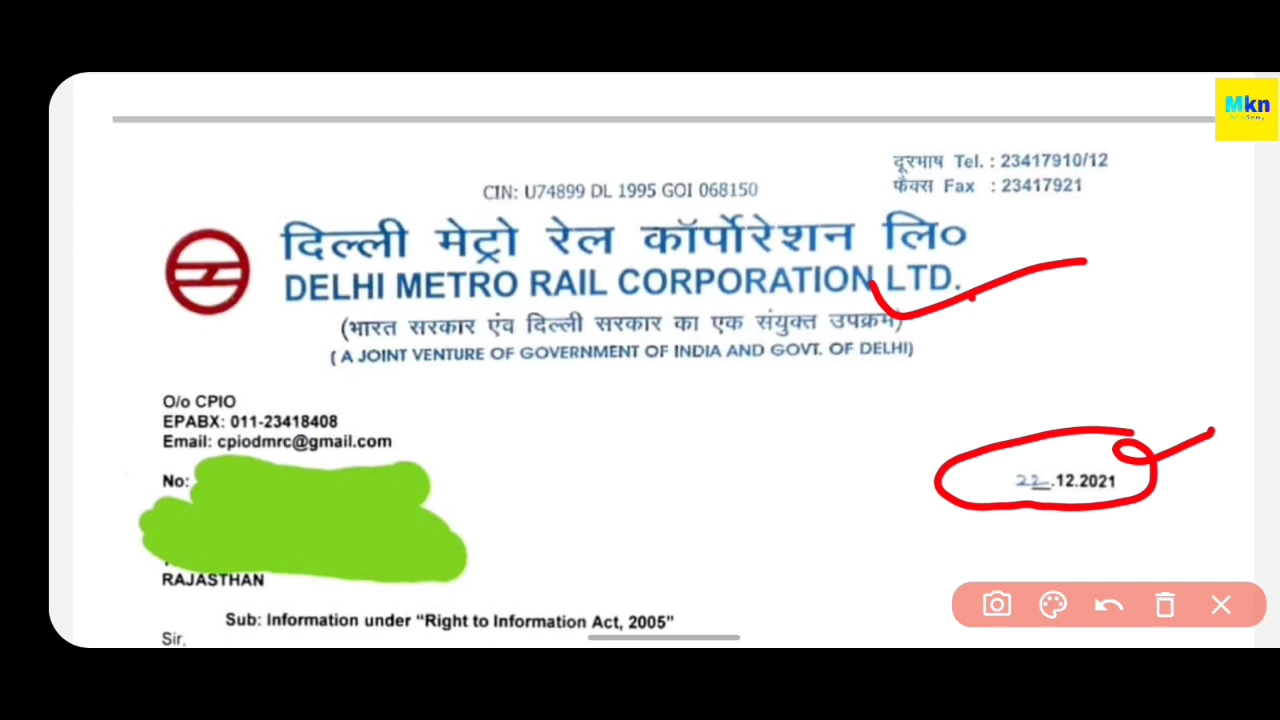 Mkn
दूरभाष Tel. : 23417910/12
फैक्स Fax : 23417921
CIN: U74899 DL 1995 GOI 068150
दिल्ली मेट्रो रेल कॉर्पोरेशन लि०
DELHI METRO RAIL CORPORATION LTD.
(भारत सरकार एंव दिल्ली सरकार का एक संयुक्त उपक्रम)
( A JOINT VENTURE OF GOVERNMENT OF INDIA AND GOVT. OF DELHI)
O/o CPIO
EPABX: 011-23418408
Email: cpiodmrc@gmail.com
No:
22.12.2021
RAJASTHAN
Sub: Information under “Right to Information Act, 2005”
Sir,